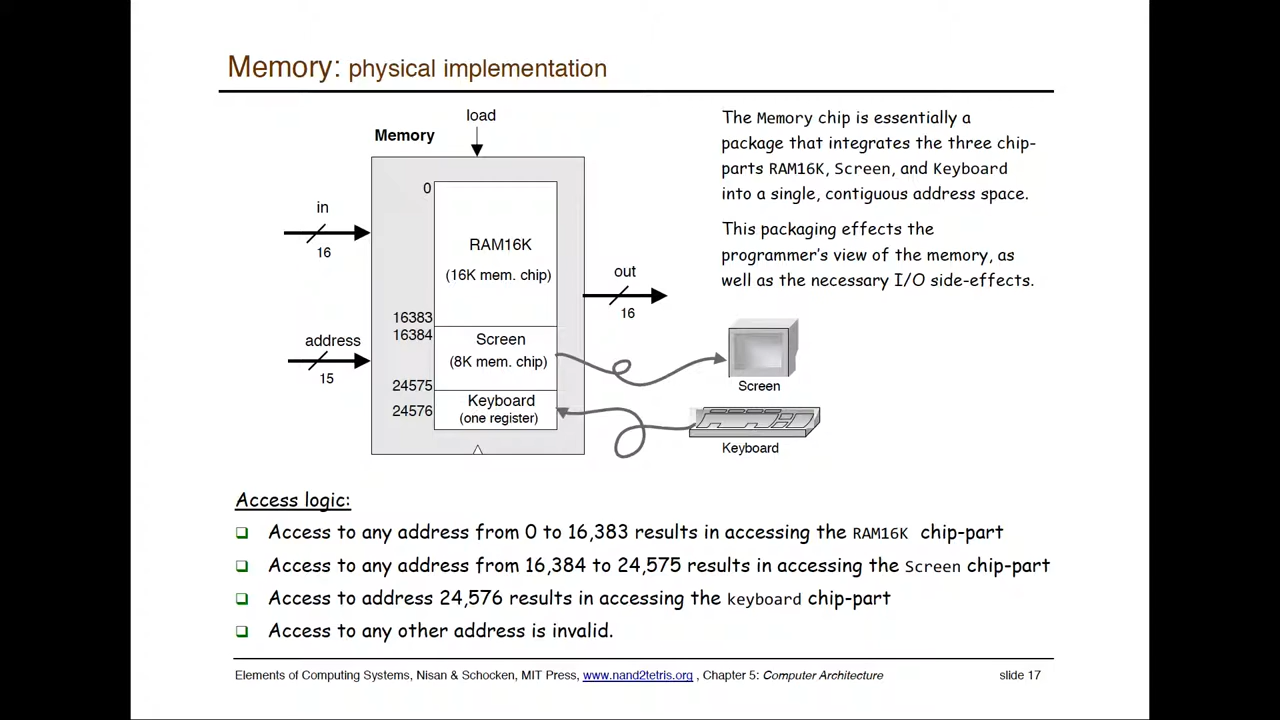 Memory: physical implementation
load
Memory
0
in
16
RAM16K
(16K mem. chip)
out
16
16383
16384
address
15
Screen
(8K mem. chip)
24575
24576
Keyboard
(one register)
The Memory chip is essentially a
package that integrates the three chip-
parts RAM16K, Screen, and Keyboard
into a single, contiguous address space.
This packaging effects the
programmer's view of the memory, as
well as the necessary I/O side-effects.
Screen
Keyboard
Access logic:
❑ Access to any address from 0 to 16,383 results in accessing the RAM16K chip-part
❑ Access to any address from 16,384 to 24,575 results in accessing the Screen chip-part
❑ Access to address 24,576 results in accessing the keyboard chip-part
❑ Access to any other address is invalid.
Elements of Computing Systems, Nisan & Schocken, MIT Press, www.nand2tetris.org , Chapter 5: Computer Architecture slide 17